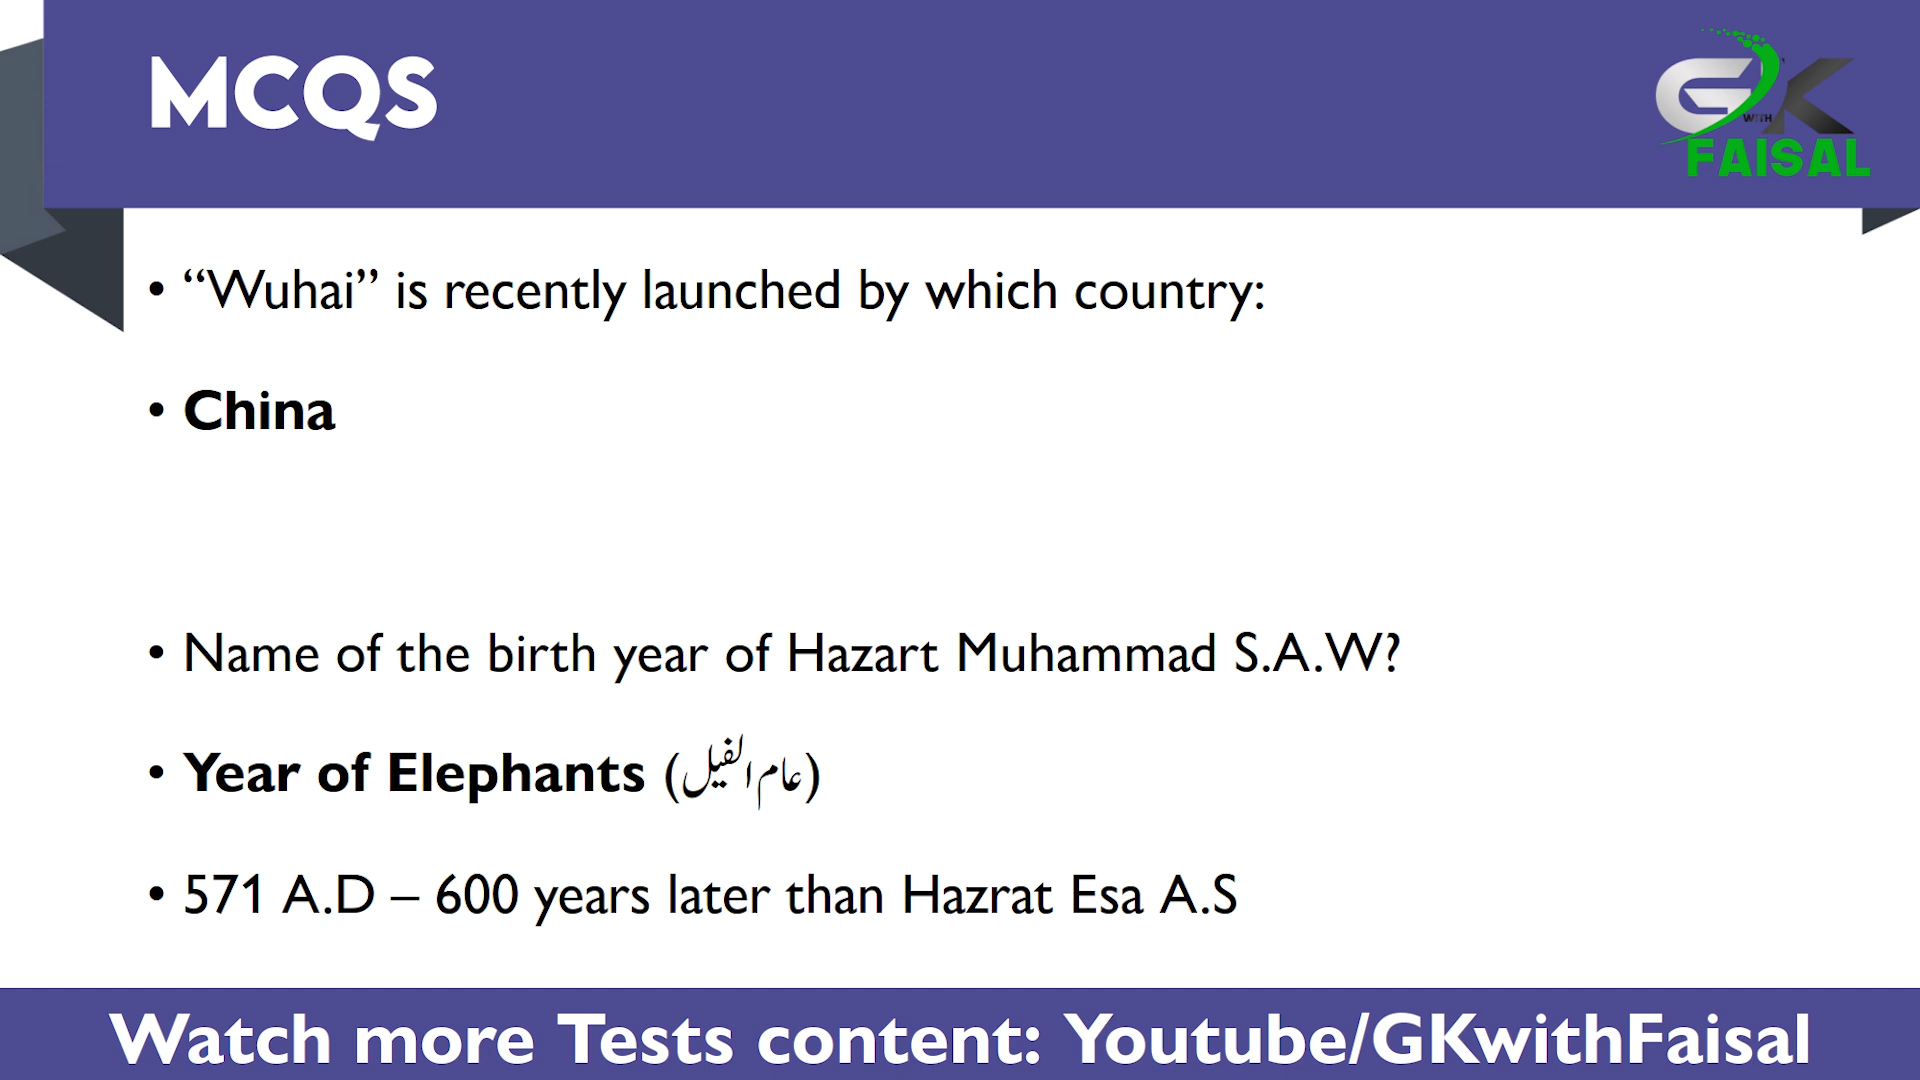 MCQS
GK
WITH
FAISAL
• “Wuhai” is recently launched by which country:
• China
• Name of the birth year of Hazart Muhammad S.A.W?
• Year of Elephants (عام الفیل)
• 571 A.D – 600 years later than Hazrat Esa A.S
Watch more Tests content: Youtube/GKwithFaisal